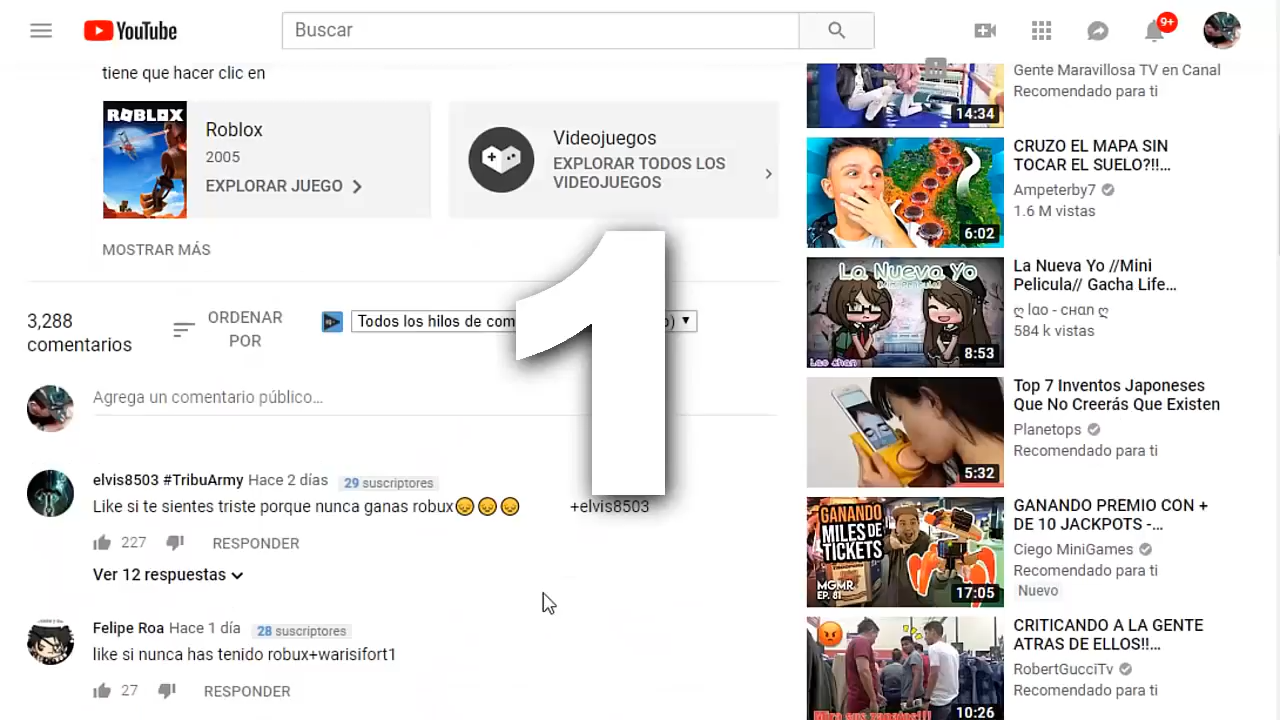 YouTube
Buscar
9+
tiene que hacer clic en
ROBLOX
Roblox
2005
EXPLORAR JUEGO
Videojuegos
EXPLORAR TODOS LOS
VIDEOJUEGOS
MOSTRAR MÁS
3,288
comentarios
ORDENAR
POR
Todos los hilos de com
1
Agrega un comentario público...
elvis8503 #TribuArmy Hace 2 días 29 suscriptores
Like si te sientes triste porque nunca ganas robux😞😞😞 +elvis8503
227 RESPONDER
Ver 12 respuestas
Felipe Roa Hace 1 día 28 suscriptores
like si nunca has tenido robux+warisifort1
27 RESPONDER
14:34
Gente Maravillosa TV en Canal
Recomendado para ti
6:02
CRUZO EL MAPA SIN
TOCAR EL SUELO?!!...
Ampeterby7
1.6 M vistas
La Nueva Yo
8:53
La Nueva Yo //Mini
Pelicula// Gacha Life...
ღ lαo - cнαn ღ
584 k vistas
5:32
Top 7 Inventos Japoneses
Que No Creerás Que Existen
Planetops
Recomendado para ti
GANANDO
MILES DE
TICKETS
MGMR
EP. 81
17:05
GANANDO PREMIO CON +
DE 10 JACKPOTS -...
Ciego MiniGames
Recomendado para ti
Nuevo
10:26
CRITICANDO A LA GENTE
ATRAS DE ELLOS!!...
RobertGucciTv
Recomendado para ti